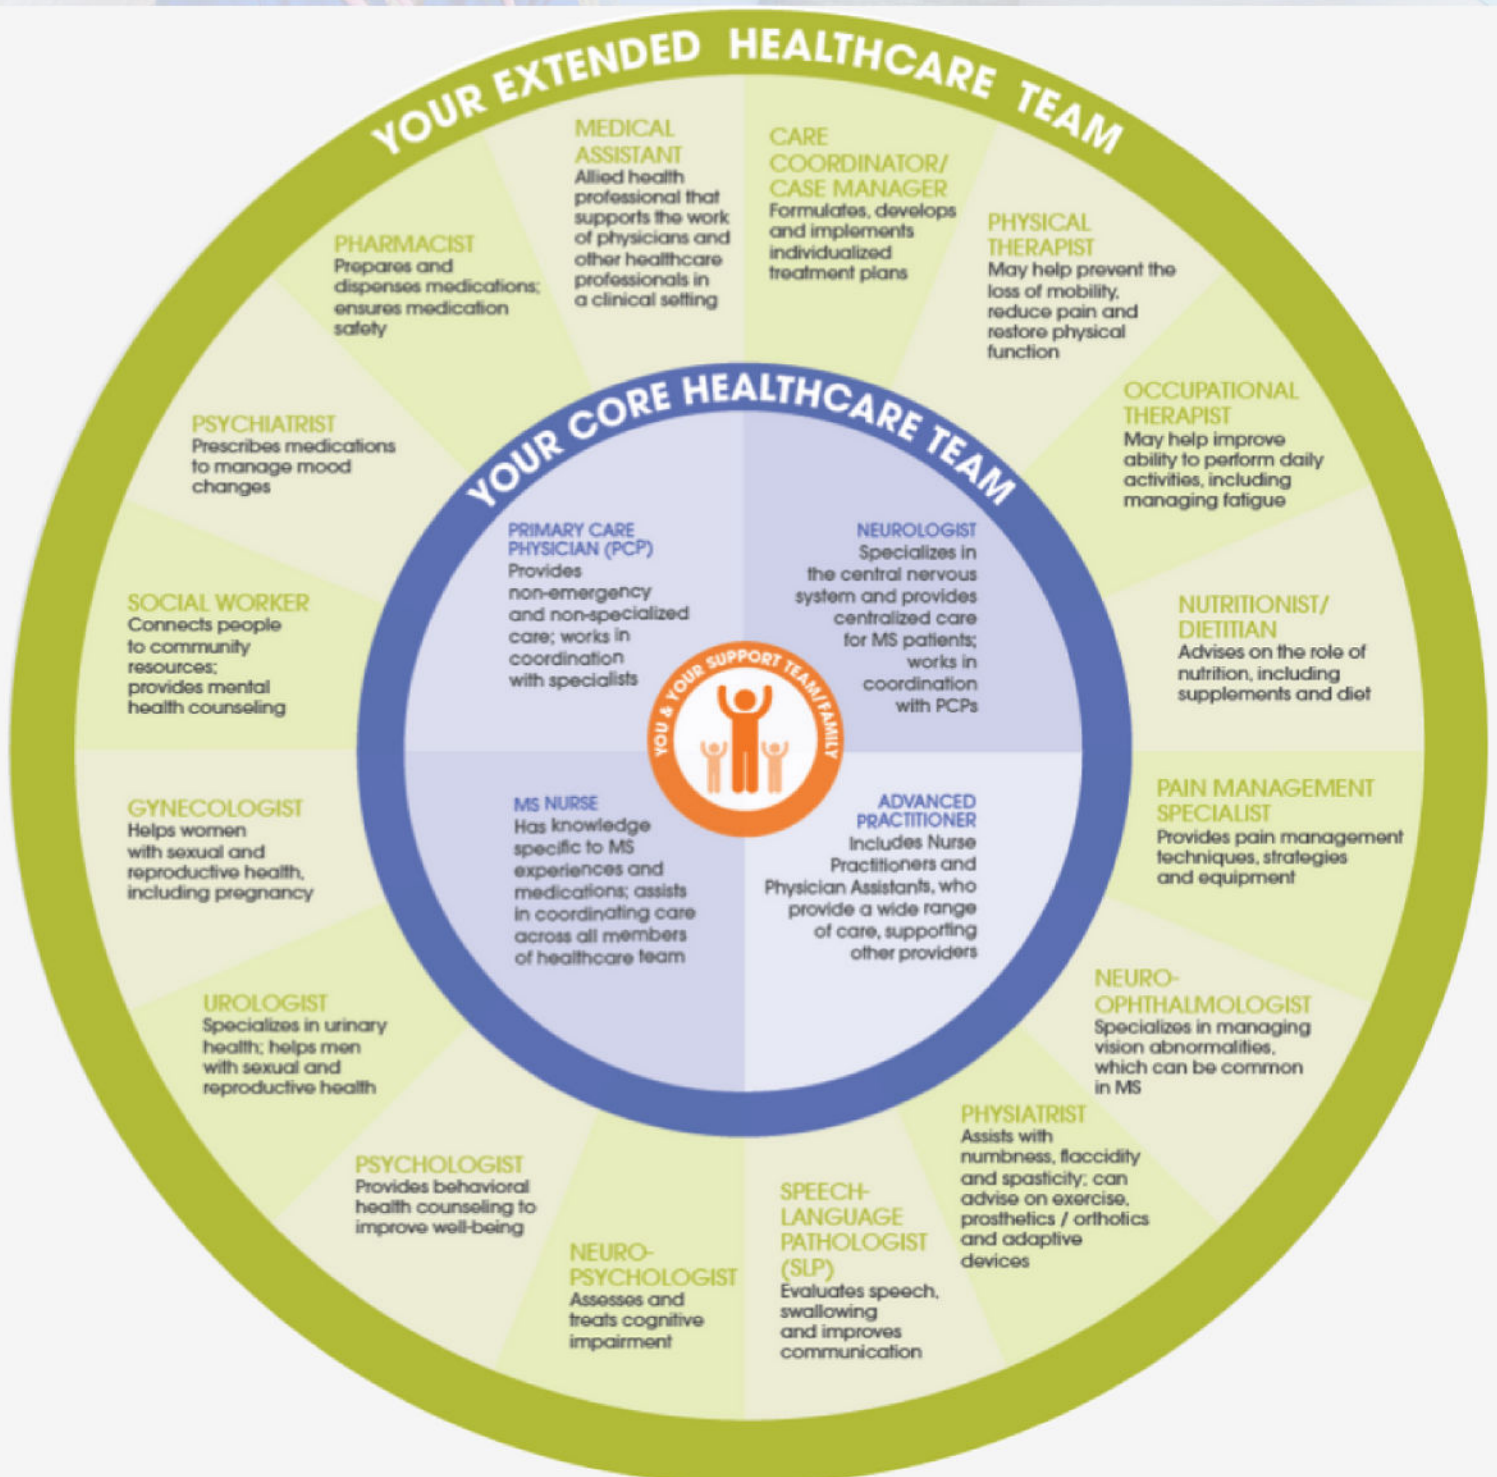 YOUR EXTENDED HEALTHCARE TEAM
MEDICAL
ASSISTANT
Allied health
professional that
supports the work
of physicians and
other healthcare
professionals in
a clinical setting
CARE
COORDINATOR/
CASE MANAGER
Formulates, develops
and implements
individualized
treatment plans
PHYSICAL
THERAPIST
May help prevent the
loss of mobility,
reduce pain and
restore physical
function
OCCUPATIONAL
THERAPIST
May help improve
ability to perform daily
activities, including
managing fatigue
NUTRITIONIST/
DIETITIAN
Advises on the role of
nutrition, including
supplements and diet
PAIN MANAGEMENT
SPECIALIST
Provides pain management
techniques, strategies
and equipment
NEURO-
OPHTHALMOLOGIST
Specializes in managing
vision abnormalities,
which can be common
in MS
PHYSIATRIST
Assists with
numbness, flaccidity
and spasticity; can
advise on exercise,
prosthetics / orthotics
and adaptive
devices
SPEECH-
LANGUAGE
PATHOLOGIST
(SLP)
Evaluates speech,
swallowing
and improves
communication
NEURO-
PSYCHOLOGIST
Assesses and
treats cognitive
impairment
PSYCHOLOGIST
Provides behavioral
health counseling to
improve well-being
UROLOGIST
Specializes in urinary
health; helps men
with sexual and
reproductive health
GYNECOLOGIST
Helps women
with sexual and
reproductive health,
including pregnancy
SOCIAL WORKER
Connects people
to community
resources;
provides mental
health counseling
PSYCHIATRIST
Prescribes medications
to manage mood
changes
PHARMACIST
Prepares and
dispenses medications;
ensures medication
safety
YOUR CORE HEALTHCARE TEAM
PRIMARY CARE
PHYSICIAN (PCP)
Provides
non-emergency
and non-specialized
care; works in
coordination
with specialists
NEUROLOGIST
Specializes in
the central nervous
system and provides
centralized care
for MS patients;
works in
coordination
with PCPs
MS NURSE
Has knowledge
specific to MS
experiences and
medications; assists
in coordinating care
across all members
of healthcare team
ADVANCED
PRACTITIONER
Includes Nurse
Practitioners and
Physician Assistants, who
provide a wide range
of care, supporting
other providers
YOU & YOUR SUPPORT TEAM/FAMILY